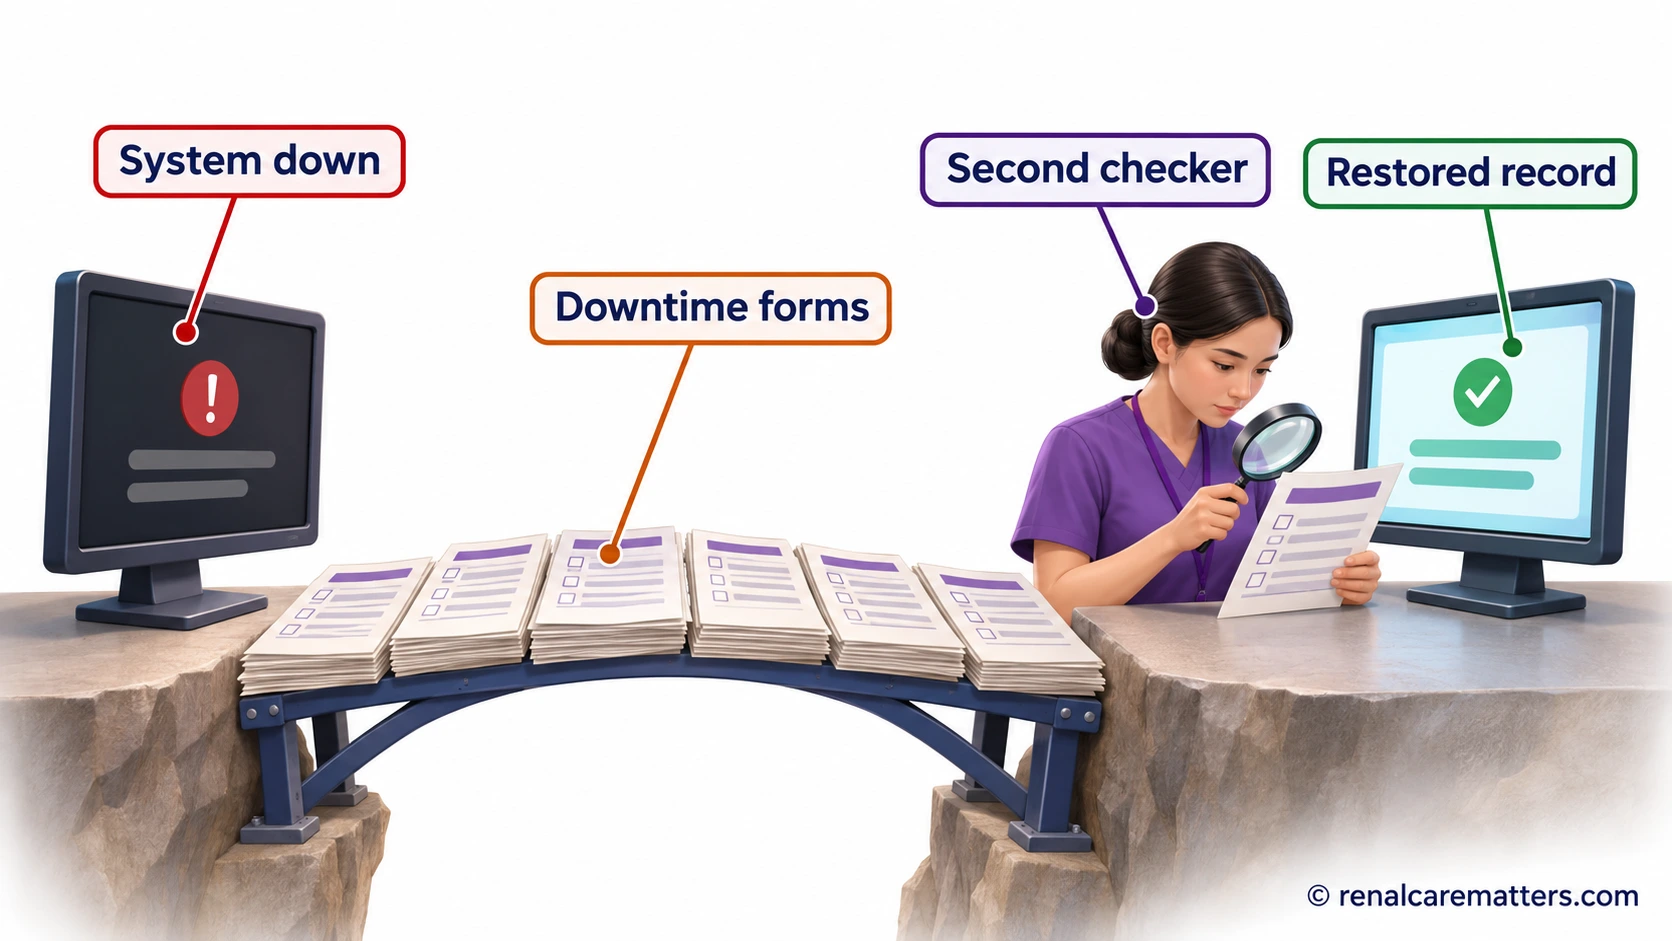 System down
Second checker
Restored record
Downtime forms
© renalcarematters.com